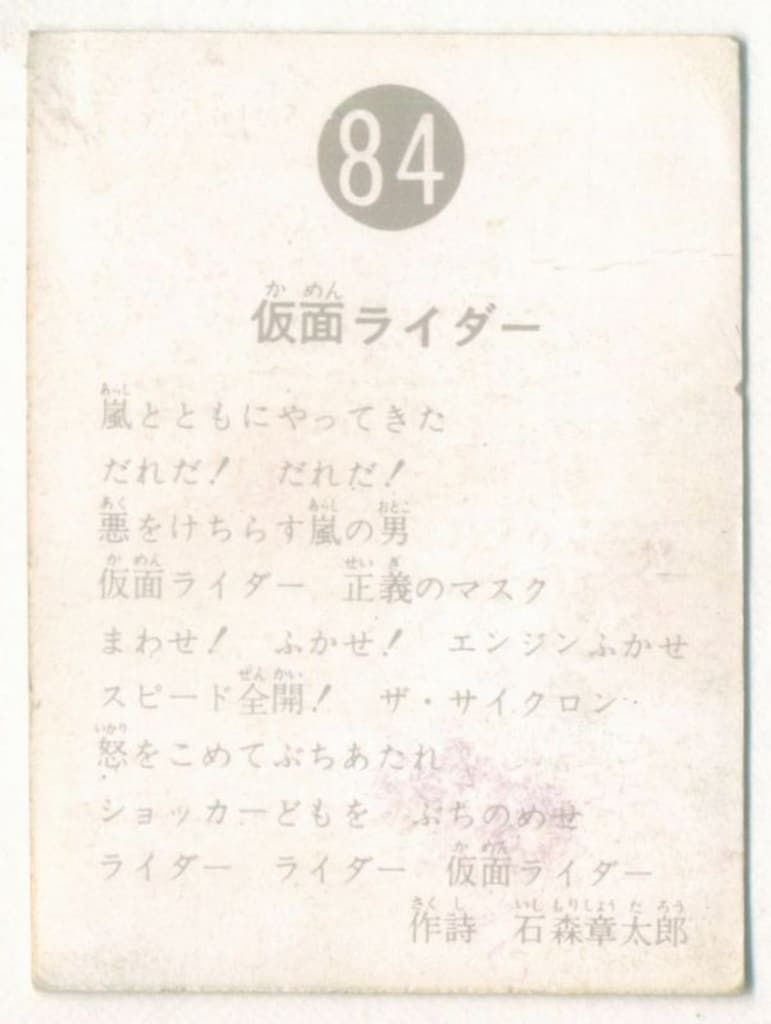 84
仮面ライダー
嵐とともにやってきた
だれだ！　だれだ！
悪をけちらす嵐の男
仮面ライダー　正義のマスク
まわせ！　ふかせ！　エンジンふかせ
スピード全開！　ザ・サイクロン
怒をこめてぶちあたれ
ショッカーどもを　ぶちのめせ
ライダー　ライダー　仮面ライダー
作詩　石森章太郎